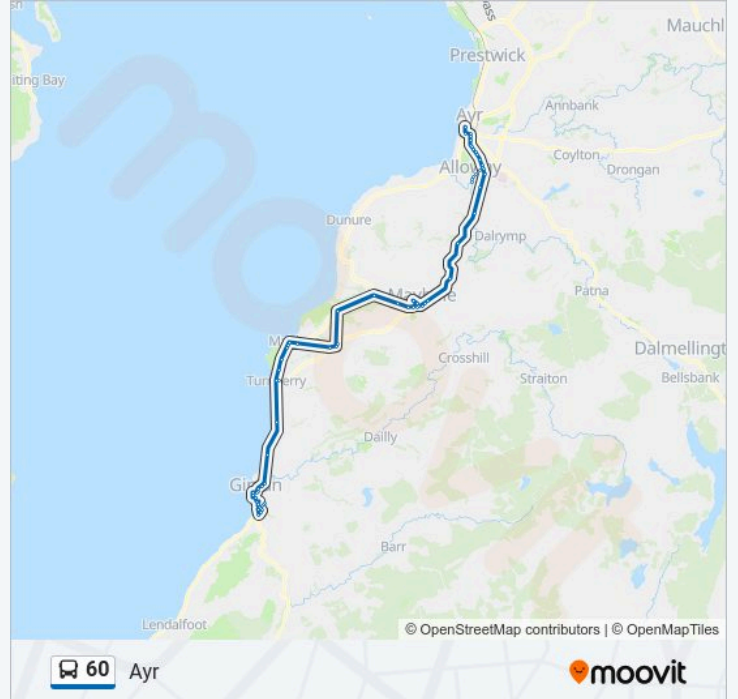 Mauchl
Prestwick
iting Bay
Annbank
Ayr
Coylton
Alloway
Drongan
Dunure
Dalrymp
Patna
Dalmellingt
Crosshill
Straiton
Bellsbank
Dailly
Barr
Lendalfoot
© OpenStreetMap contributors | © OpenMapTiles
60 Ayr
moovit